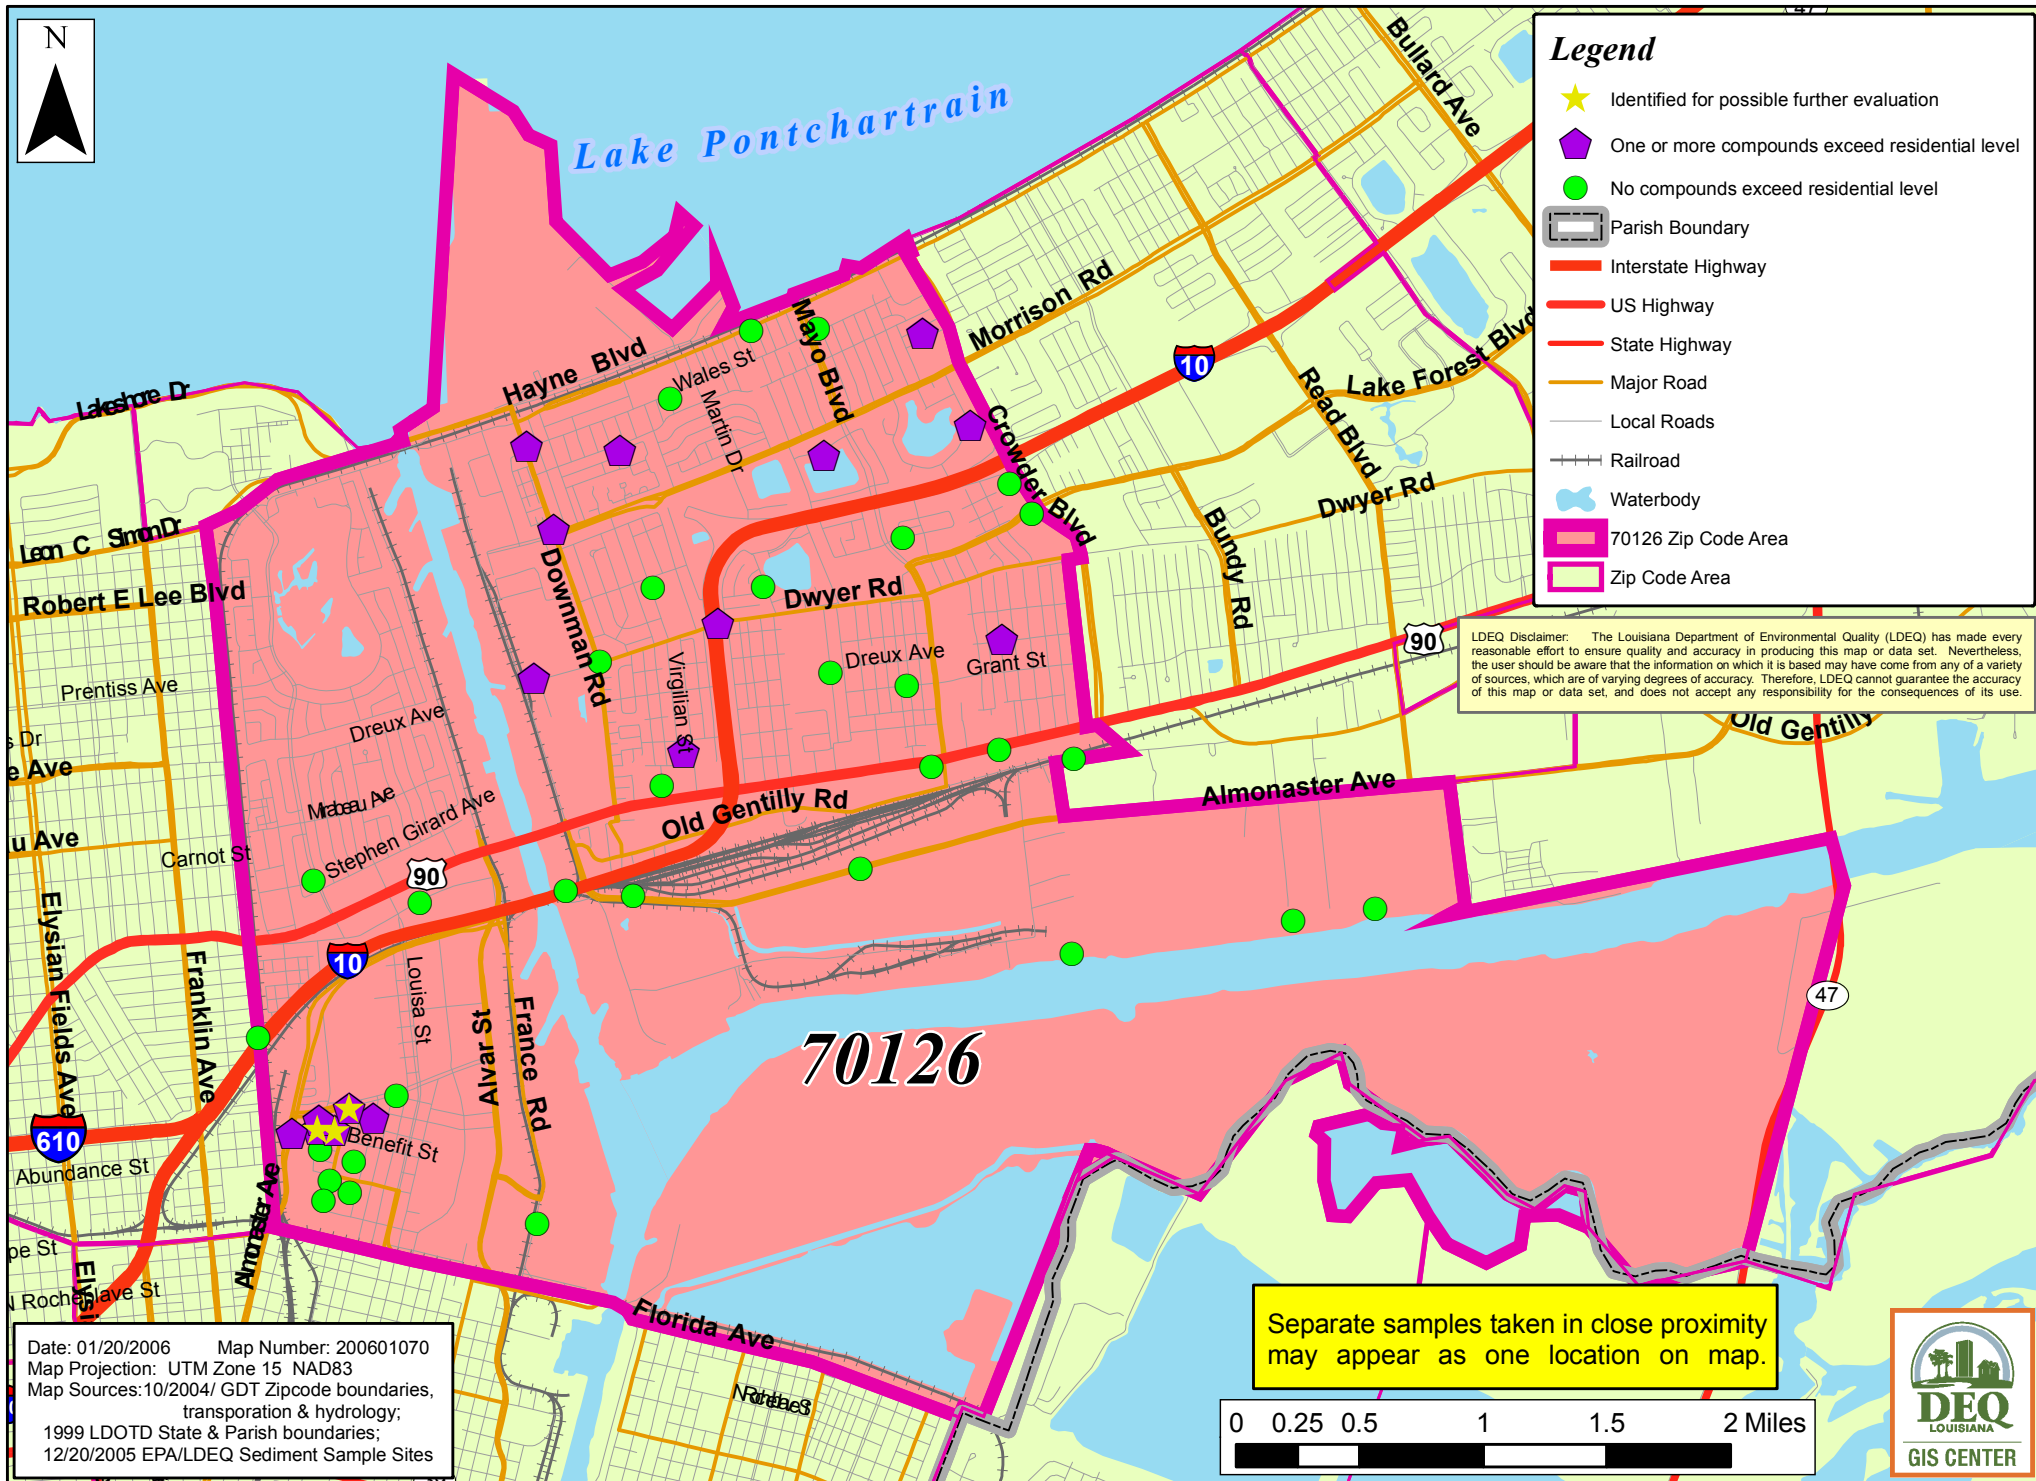 N
47
Lake Pontchartrain
Bullard Ave
Legend
Identified for possible further evaluation
One or more compounds exceed residential level
No compounds exceed residential level
Parish Boundary
Interstate Highway
US Highway
State Highway
Major Road
Local Roads
Railroad
Waterbody
70126 Zip Code Area
Zip Code Area
Morrison Rd
Mayo Blvd
Hayne Blvd
Wales St
Martin Dr
10
Lake Forest Blvd
Read Blvd
Lakeshore Dr
Crowder Blvd
Dwyer Rd
Leon C Simon Dr
Robert E Lee Blvd
Downman Rd
Dwyer Rd
Bundy Rd
90
LDEQ Disclaimer: The Louisiana Department of Environmental Quality (LDEQ) has made every
reasonable effort to ensure quality and accuracy in producing this map or data set. Nevertheless,
the user should be aware that the information on which it is based may have come from any of a variety
of sources, which are of varying degrees of accuracy. Therefore, LDEQ cannot guarantee the accuracy
of this map or data set, and does not accept any responsibility for the consequences of its use.
Prentiss Ave
Dreux Ave
Virgilian St
Dreux Ave
Grant St
s Dr
e Ave
Old Gentilly
Mirabeau Ave
Stephen Girard Ave
Old Gentilly Rd
Almonaster Ave
u Ave
Carnot St
90
Elysian Fields Ave
Franklin Ave
10
Louisa St
Alvar St
France Rd
47
70126
610
Benefit St
Abundance St
Almonaster Ave
pe St
Elysi
N Rocheblave St
Florida Ave
Date: 01/20/2006 Map Number: 200601070
Map Projection: UTM Zone 15 NAD83
Map Sources:10/2004/ GDT Zipcode boundaries,
transporation & hydrology;
1999 LDOTD State & Parish boundaries;
12/20/2005 EPA/LDEQ Sediment Sample Sites
Separate samples taken in close proximity
may appear as one location on map.
0 0.25 0.5 1 1.5 2 Miles
DEQ
LOUISIANA
GIS CENTER